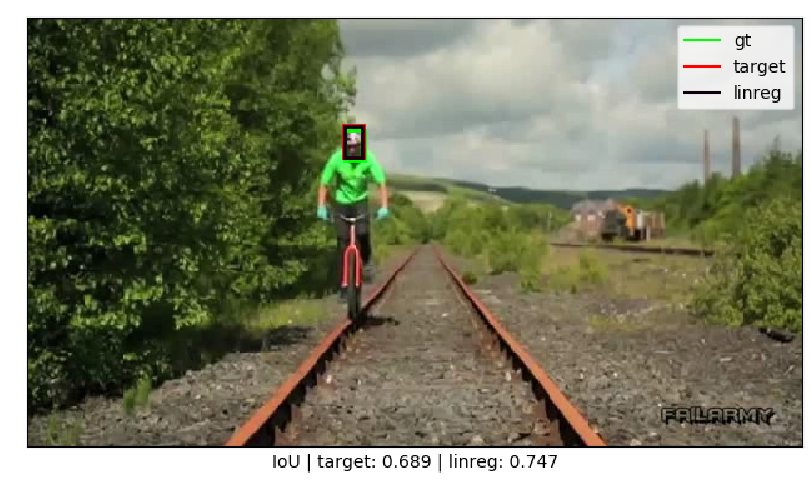 gt
target
linreg
FAILARMY
IoU | target: 0.689 | linreg: 0.747